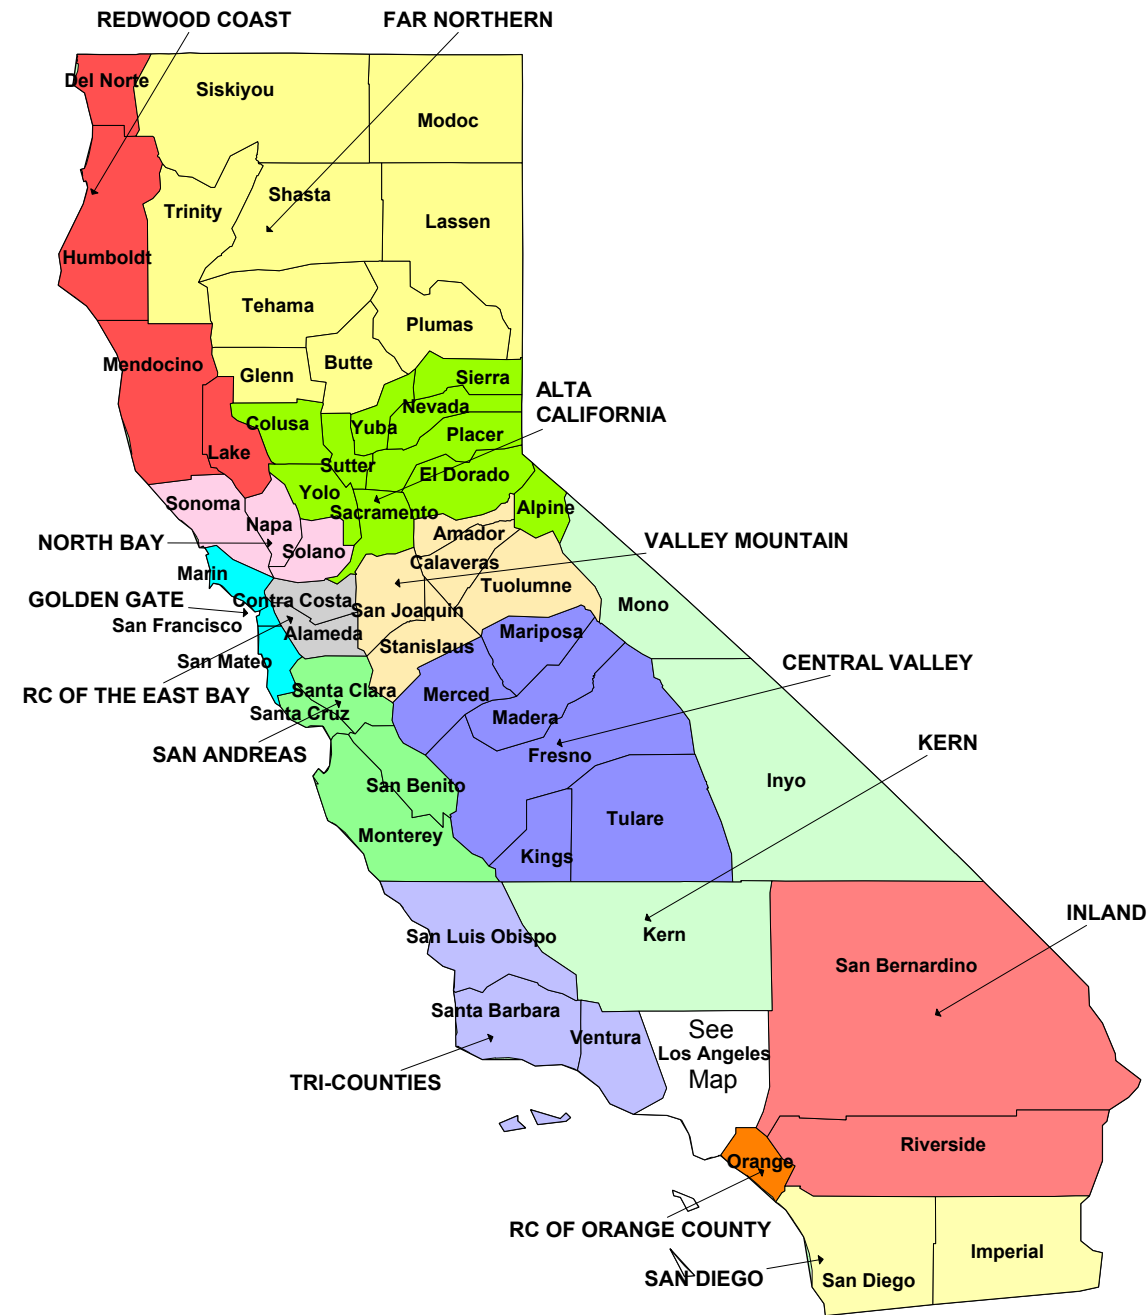 REDWOOD COAST
FAR NORTHERN
Del Norte
Siskiyou
Modoc
Shasta
Trinity
Lassen
Humboldt
Tehama
Plumas
Mendocino
Butte
Glenn
Sierra
ALTA
CALIFORNIA
Nevada
Colusa
Yuba
Placer
Lake
Sutter
El Dorado
Yolo
Sonoma
Sacramento
Alpine
Napa
Amador
NORTH BAY
Solano
VALLEY MOUNTAIN
Calaveras
Marin
Tuolumne
GOLDEN GATE
Contra Costa
San Joaquin
Mono
San Francisco
Alameda
Mariposa
Stanislaus
San Mateo
CENTRAL VALLEY
RC OF THE EAST BAY
Santa Clara
Merced
Santa Cruz
Madera
KERN
SAN ANDREAS
Fresno
San Benito
Inyo
Tulare
Monterey
Kings
INLAND
San Luis Obispo
Kern
San Bernardino
Santa Barbara
See
Ventura
Los Angeles
Map
TRI-COUNTIES
Riverside
Orange
RC OF ORANGE COUNTY
Imperial
SAN DIEGO
San Diego